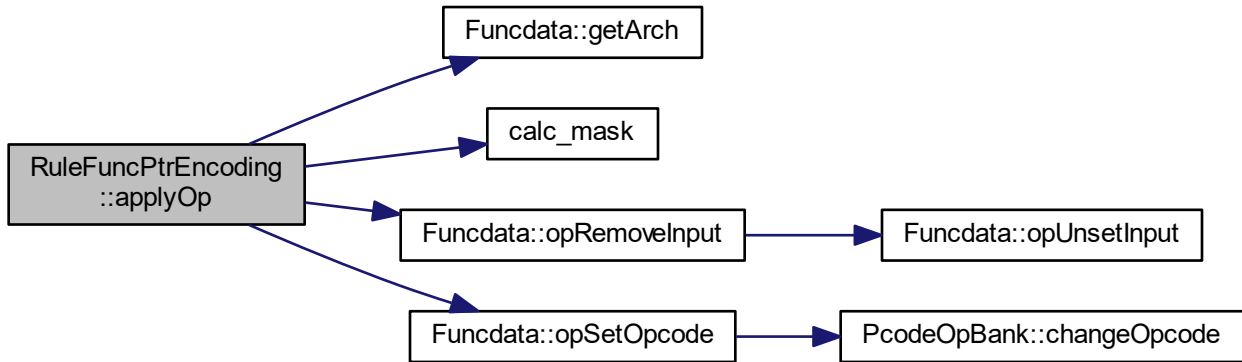 Funcdata::getArch
calc_mask
RuleFuncPtrEncoding
::applyOp
Funcdata::opRemoveInput
Funcdata::opUnsetInput
Funcdata::opSetOpcode
PcodeOpBank::changeOpcode